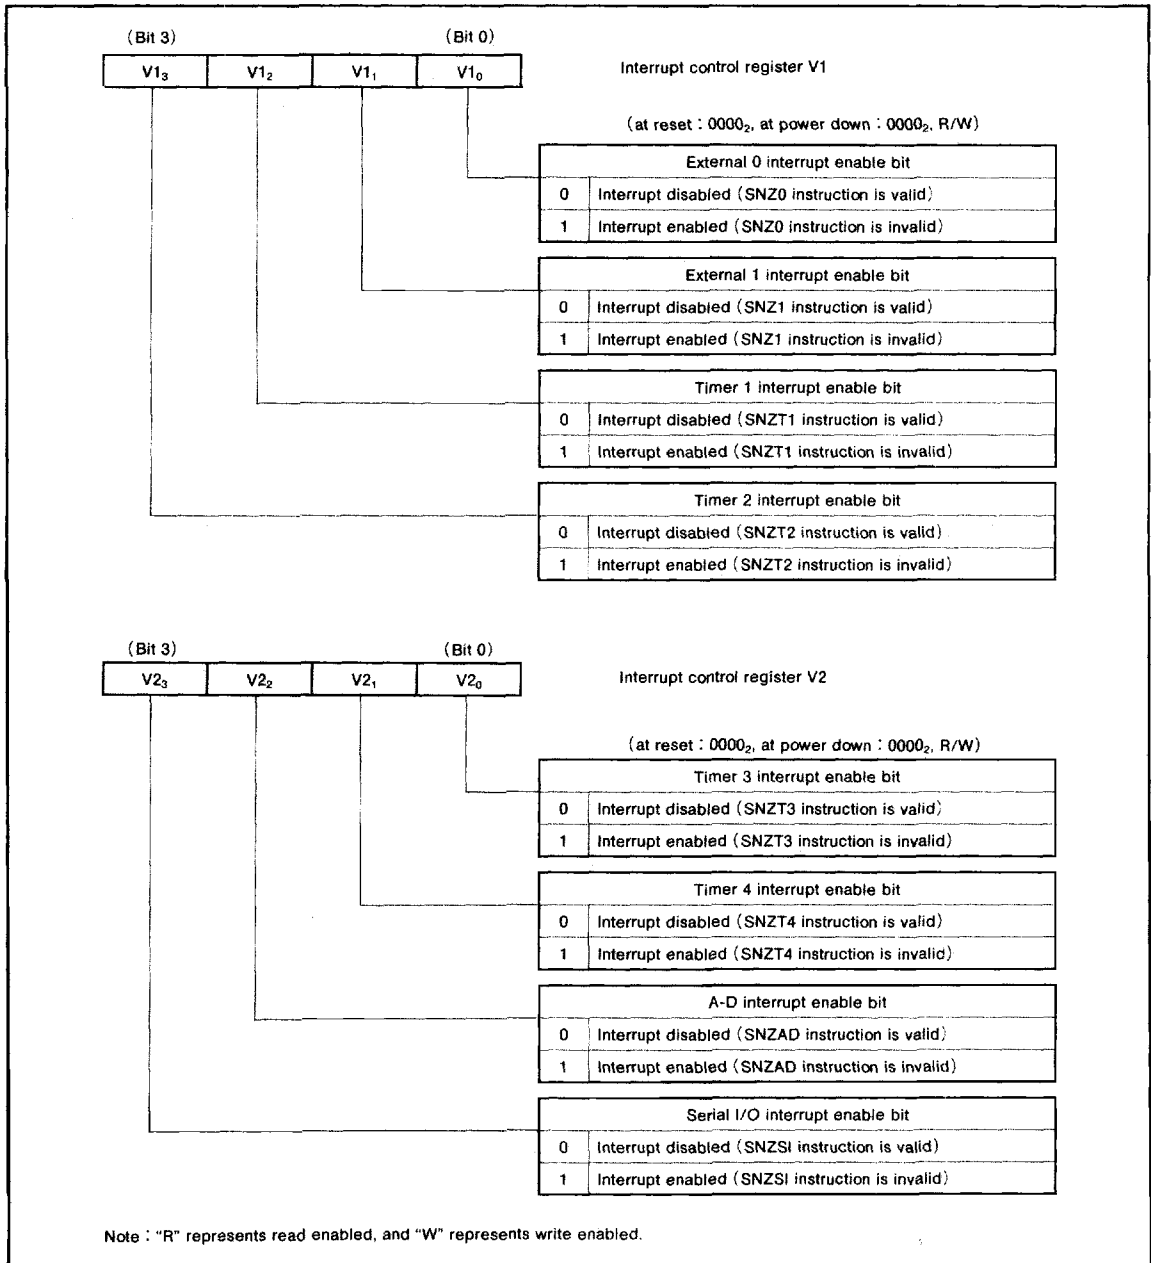 (Bit 3) (Bit 0)
V1₃ V1₂ V1₁ V1₀ Interrupt control register V1
(at reset : 0000₂, at power down : 0000₂, R/W)
External 0 interrupt enable bit
0 Interrupt disabled (SNZ0 instruction is valid)
1 Interrupt enabled (SNZ0 instruction is invalid)
External 1 interrupt enable bit
0 Interrupt disabled (SNZ1 instruction is valid)
1 Interrupt enabled (SNZ1 instruction is invalid)
Timer 1 interrupt enable bit
0 Interrupt disabled (SNZT1 instruction is valid)
1 Interrupt enabled (SNZT1 instruction is invalid)
Timer 2 interrupt enable bit
0 Interrupt disabled (SNZT2 instruction is valid)
1 Interrupt enabled (SNZT2 instruction is invalid)
(Bit 3) (Bit 0)
V2₃ V2₂ V2₁ V2₀ Interrupt control register V2
(at reset : 0000₂, at power down : 0000₂, R/W)
Timer 3 interrupt enable bit
0 Interrupt disabled (SNZT3 instruction is valid)
1 Interrupt enabled (SNZT3 instruction is invalid)
Timer 4 interrupt enable bit
0 Interrupt disabled (SNZT4 instruction is valid)
1 Interrupt enabled (SNZT4 instruction is invalid)
A-D interrupt enable bit
0 Interrupt disabled (SNZAD instruction is valid)
1 Interrupt enabled (SNZAD instruction is invalid)
Serial I/O interrupt enable bit
0 Interrupt disabled (SNZSI instruction is valid)
1 Interrupt enabled (SNZSI instruction is invalid)
Note : "R" represents read enabled, and "W" represents write enabled.